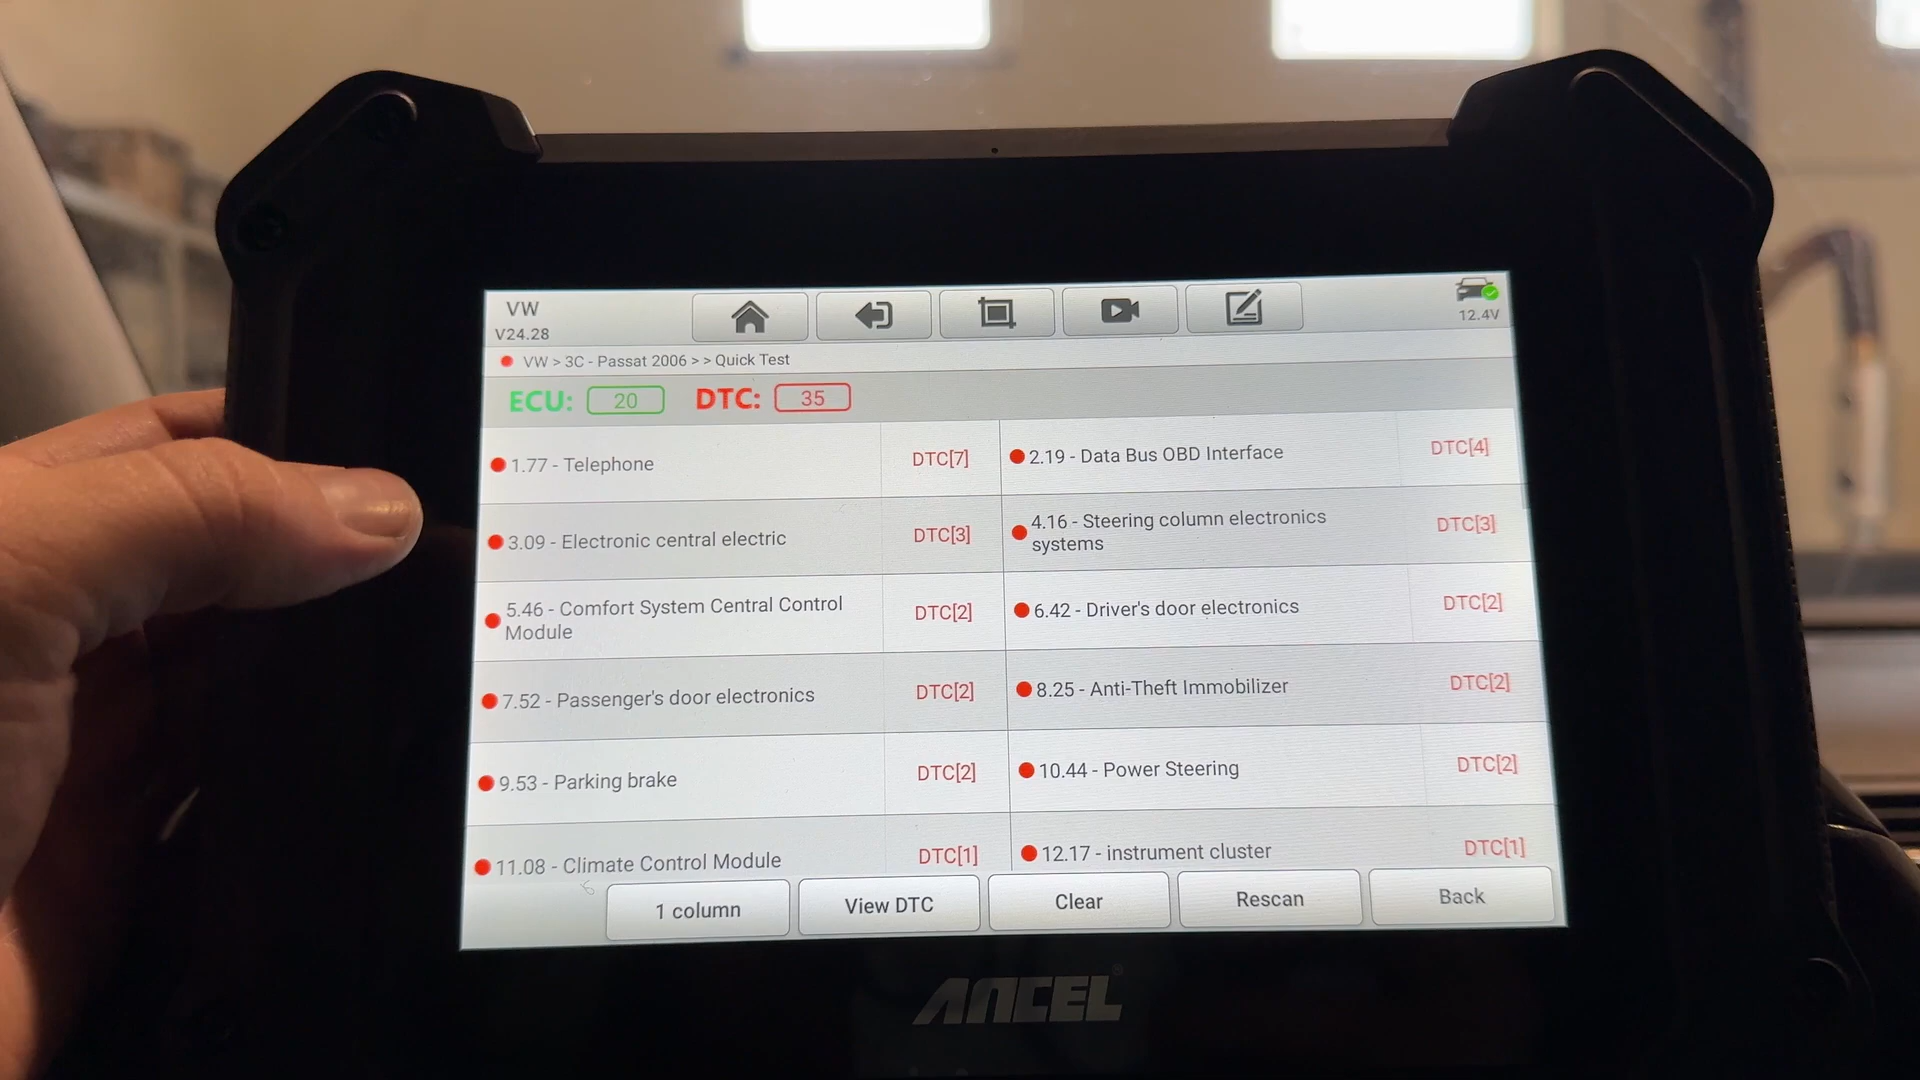 VW
V24.28
12.4V
VW > 3C - Passat 2006 > > Quick Test
ECU: 20 DTC: 35
1.77 - Telephone DTC[7]
2.19 - Data Bus OBD Interface DTC[4]
3.09 - Electronic central electric DTC[3]
4.16 - Steering column electronics
systems DTC[3]
5.46 - Comfort System Central Control
Module DTC[2]
6.42 - Driver's door electronics DTC[2]
7.52 - Passenger's door electronics DTC[2]
8.25 - Anti-Theft Immobilizer DTC[2]
9.53 - Parking brake DTC[2]
10.44 - Power Steering DTC[2]
11.08 - Climate Control Module DTC[1]
12.17 - instrument cluster DTC[1]
1 column
View DTC
Clear
Rescan
Back
ANCEL®